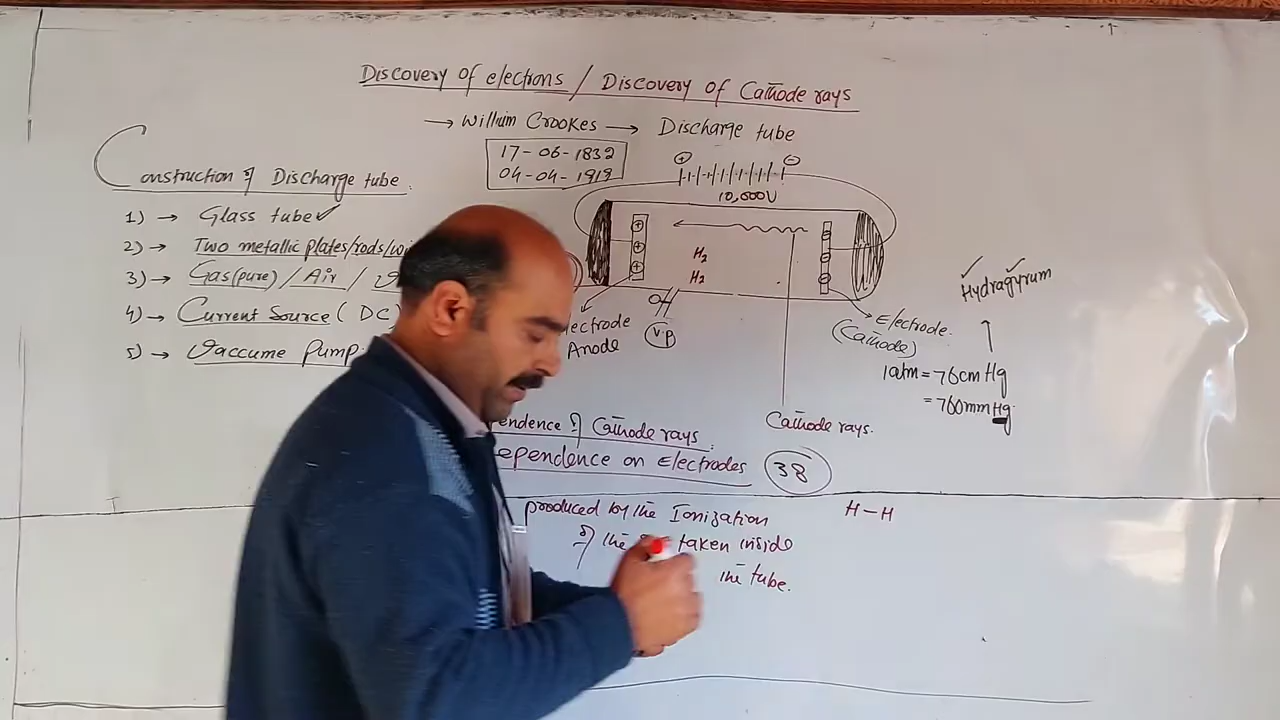 Discovery of electrons / Discovery of Cathode rays
→ William Crookes → Discharge tube
17-06-1832
04-04-1919
Construction of Discharge tube.
1) → Glass tube ✓
2) → Two metallic plates/rods/wi
3) → Gas (pure) / Air /
4) → Current Source ( DC
5) → Vaccume Pump.
+ −
10,000V
+
+
+
−
−
−
H2
H2
V.P
ectrode
Anode
Electrode.
(Cathode)
Cathode rays.
Hydragyrum
1atm = 76cm Hg
= 760mm Hg.
endence of Cathode rays.
ependence on Electrodes 38
produced by the Ionization
of the taken inside
the tube.
H – H